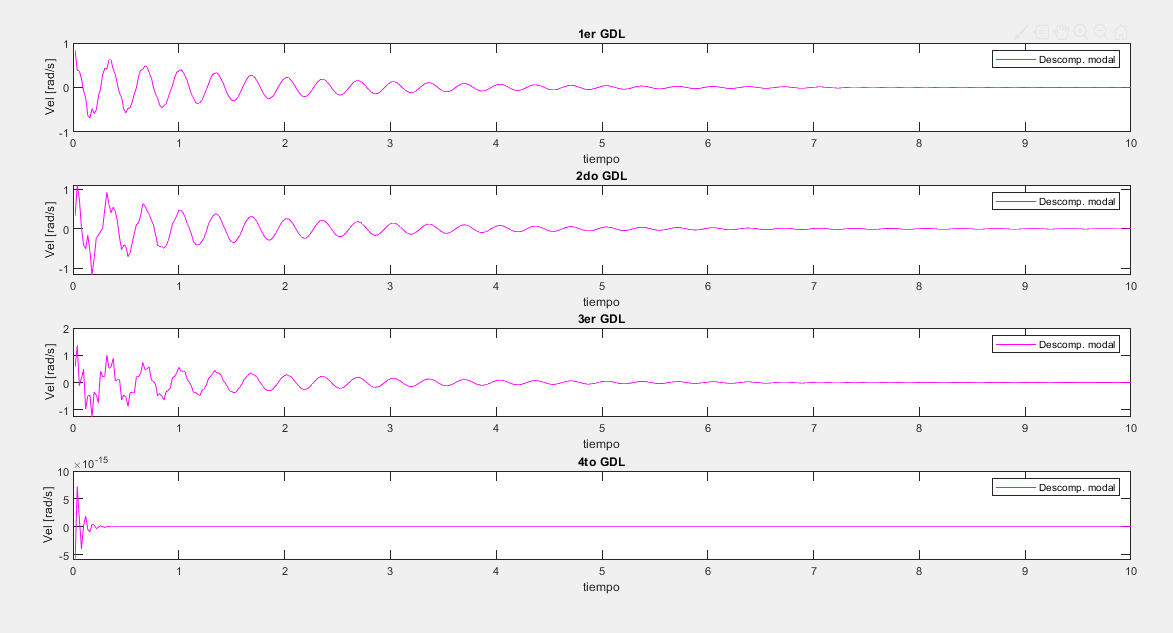 1er GDL
1
0
-1
Vel [rad/s]
Descomp. modal
0 1 2 3 4 5 6 7 8 9 10
tiempo
2do GDL
1
0
-1
Vel [rad/s]
Descomp. modal
0 1 2 3 4 5 6 7 8 9 10
tiempo
3er GDL
2
1
0
-1
Vel [rad/s]
Descomp. modal
0 1 2 3 4 5 6 7 8 9 10
tiempo
4to GDL
×10⁻¹⁵
10
5
0
-5
Vel [rad/s]
Descomp. modal
0 1 2 3 4 5 6 7 8 9 10
tiempo